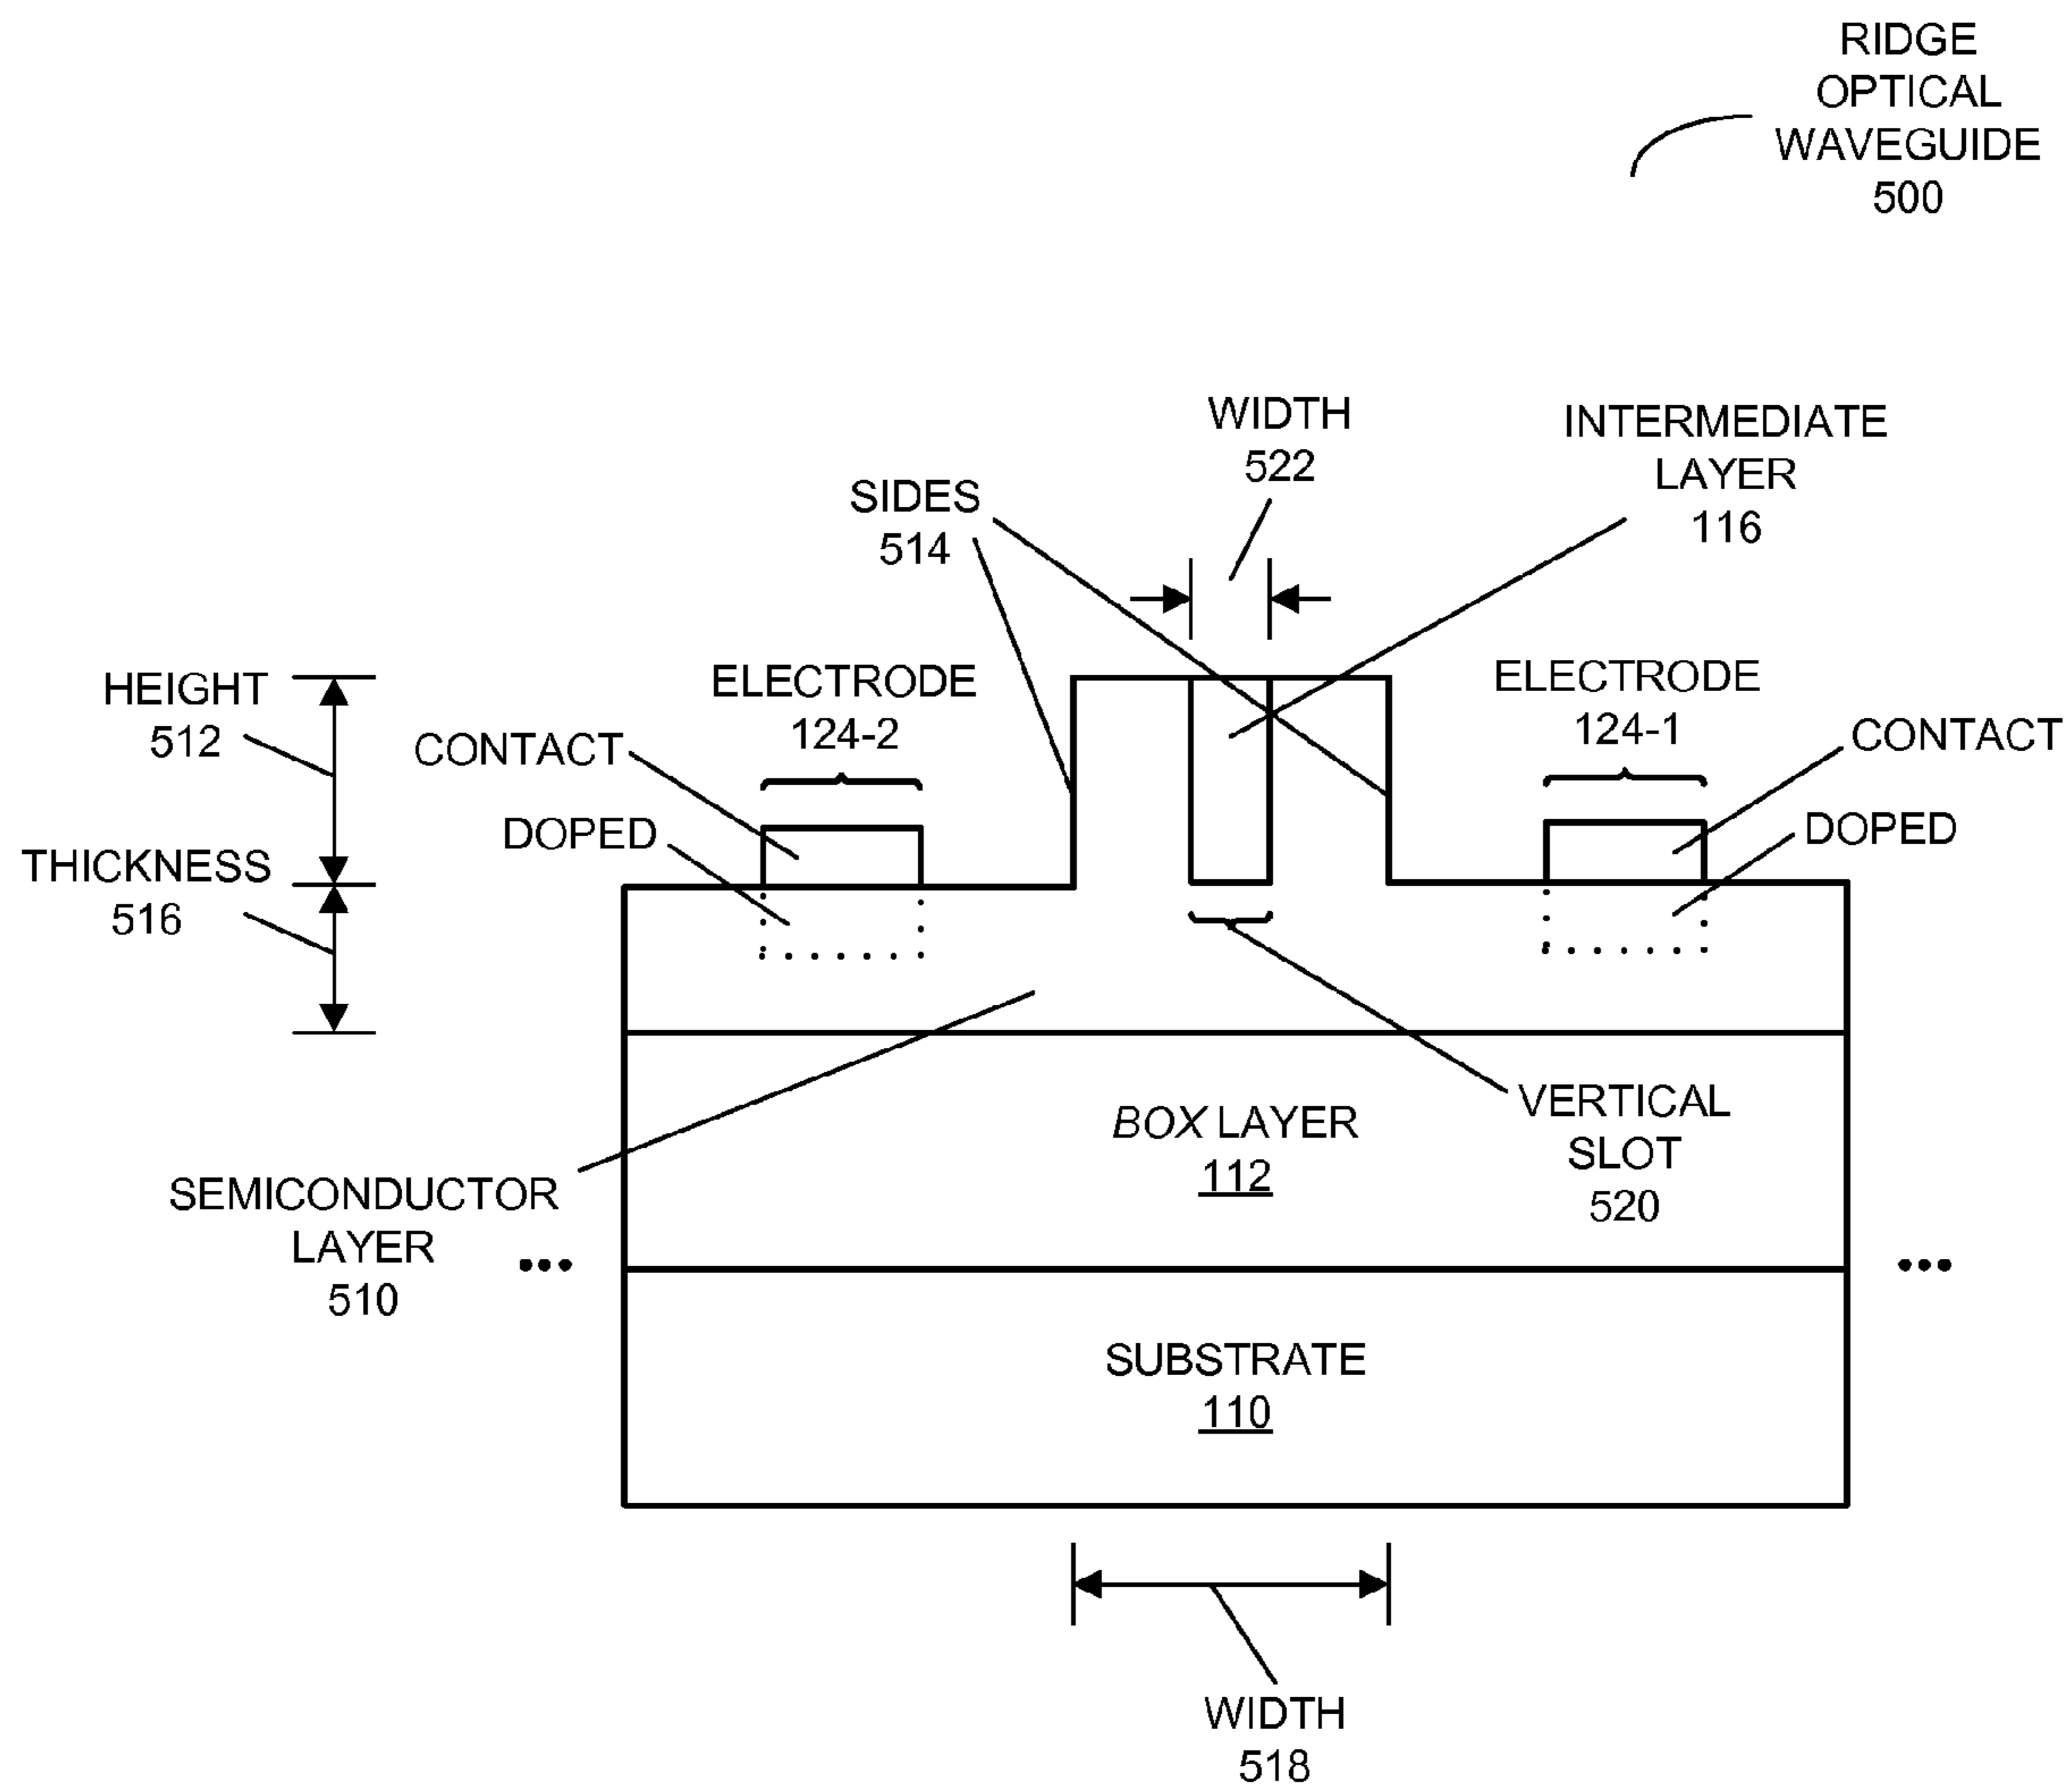 RIDGE
OPTICAL
WAVEGUIDE
500
WIDTH
522
INTERMEDIATE
LAYER
116
SIDES
514
HEIGHT
512
ELECTRODE
124-2
ELECTRODE
124-1
CONTACT
CONTACT
DOPED
DOPED
THICKNESS
516
BOX LAYER
112
VERTICAL
SLOT
520
SEMICONDUCTOR
LAYER
510
SUBSTRATE
110
WIDTH
518